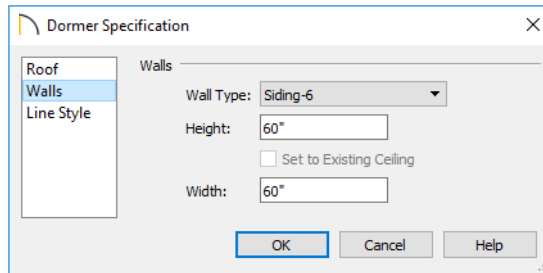 Dormer Specification
Roof
Walls
Line Style
Walls
Wall Type: Siding-6
Height: 60"
Set to Existing Ceiling
Width: 60"
OK Cancel Help